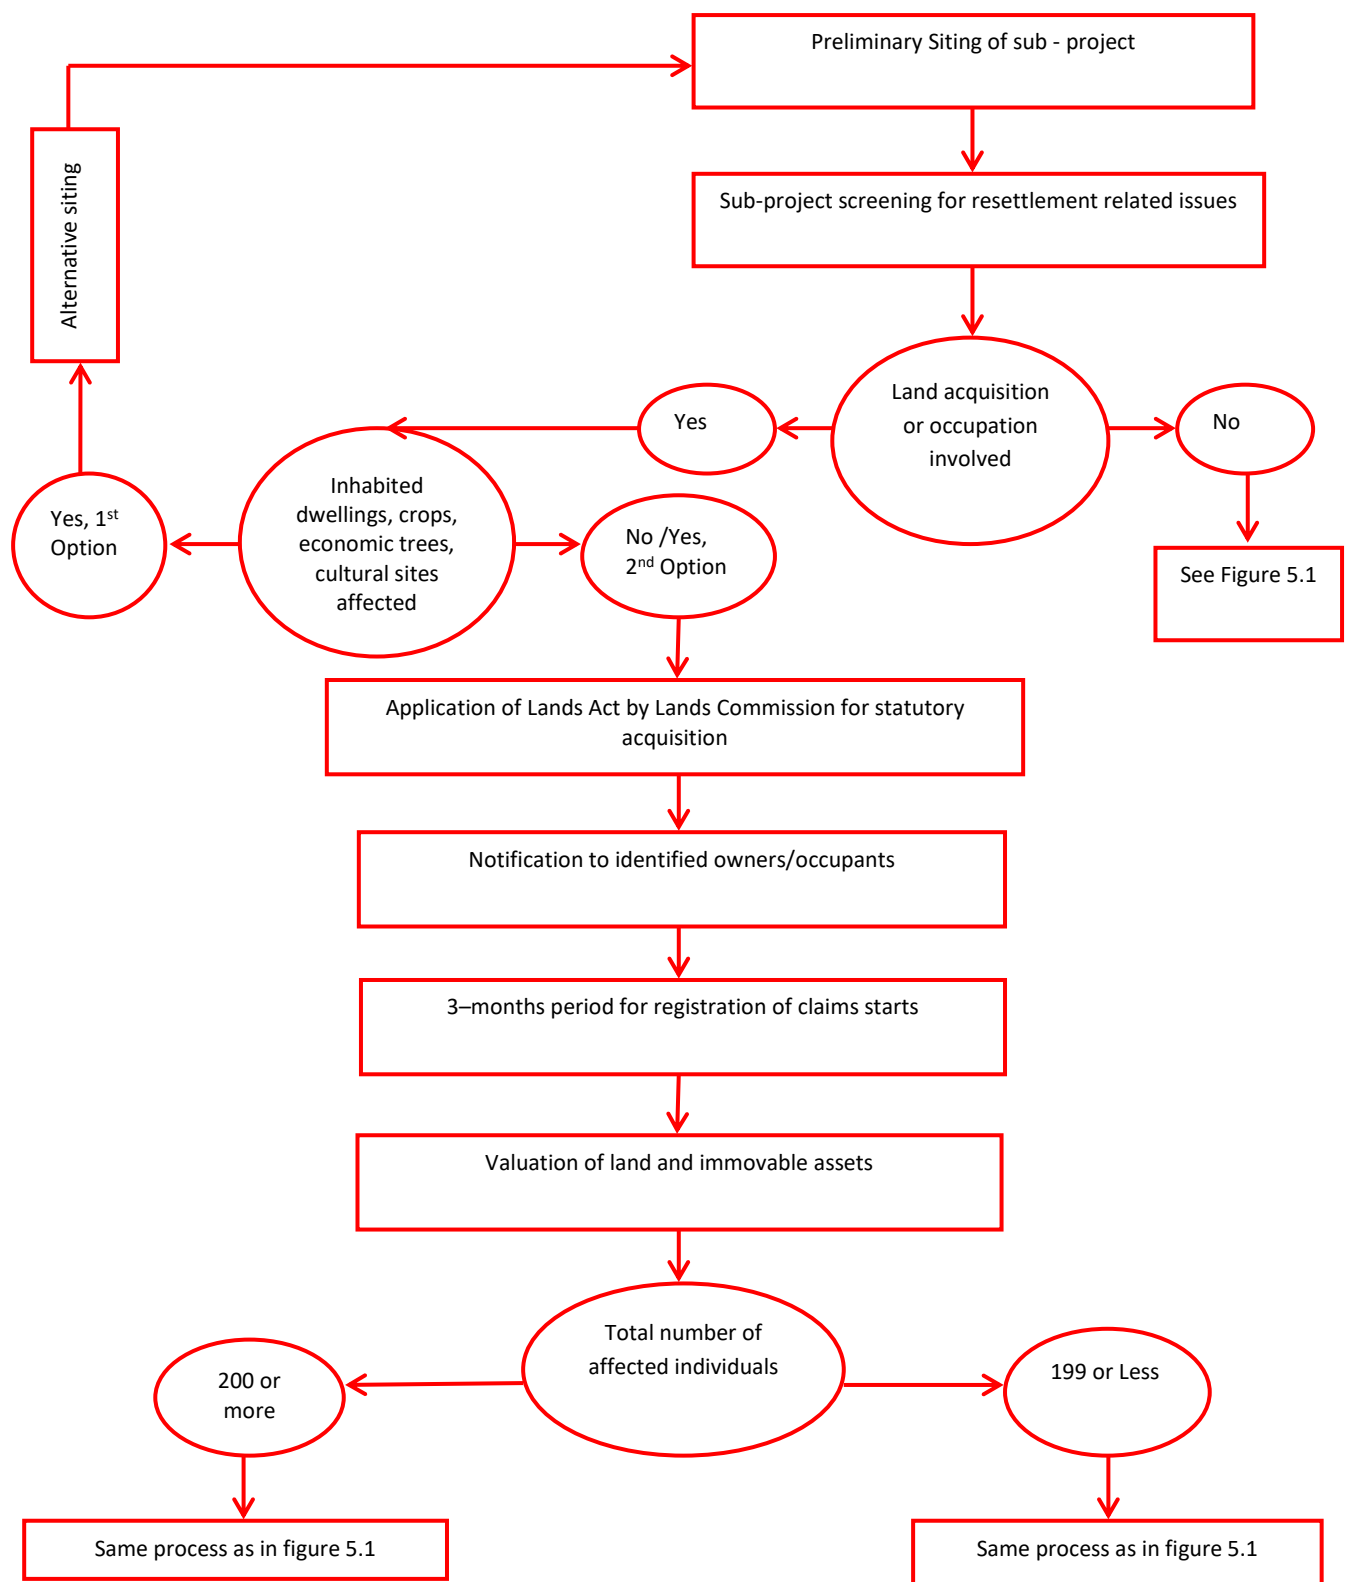 Preliminary Siting of sub - project
Sub-project screening for resettlement related issues
Alternative siting
Land acquisition
or occupation
involved
Yes
No
Inhabited
dwellings, crops,
economic trees,
cultural sites
affected
Yes, 1st
Option
No /Yes,
2nd Option
See Figure 5.1
Application of Lands Act by Lands Commission for statutory
acquisition
Notification to identified owners/occupants
3–months period for registration of claims starts
Valuation of land and immovable assets
Total number of
affected individuals
200 or
more
199 or Less
Same process as in figure 5.1
Same process as in figure 5.1